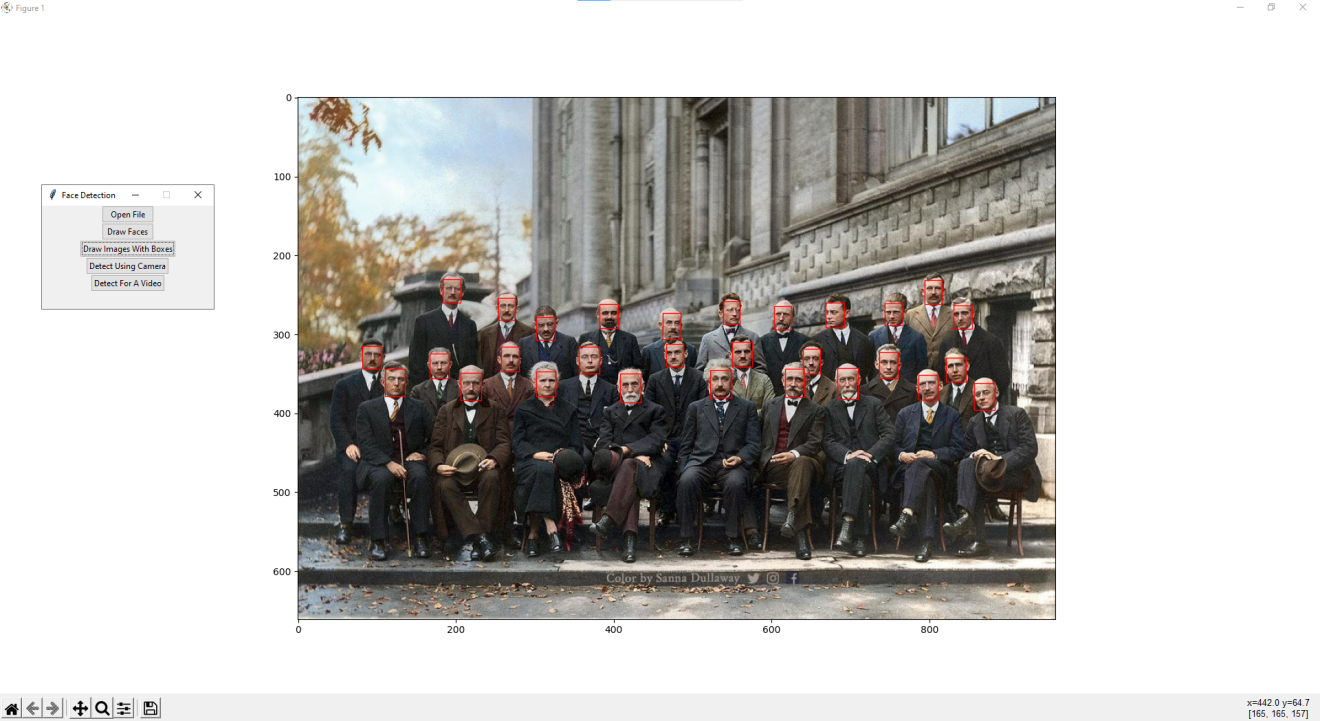 Figure 1
Face Detection
Open File
Draw Faces
Draw Images With Boxes
Detect Using Camera
Detect For A Video
0
100
200
300
400
500
600
Color by Sanna Dullaway
0 200 400 600 800
x=442.0 y=64.7
[165, 165, 157]